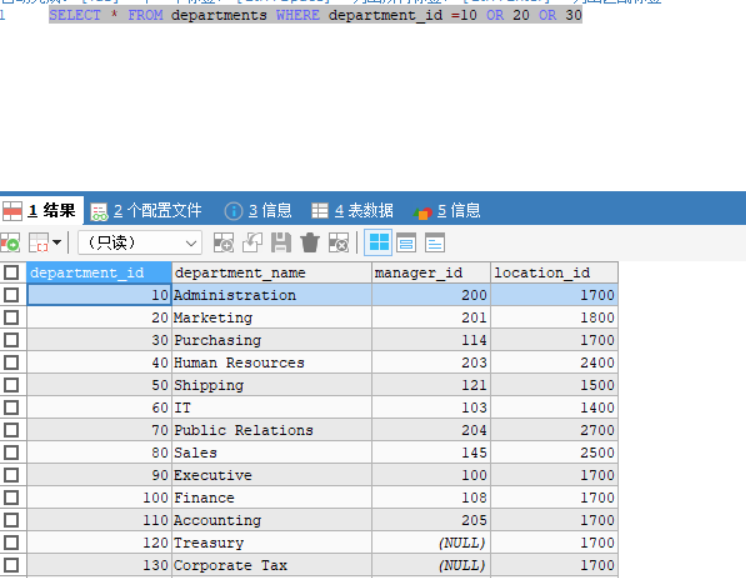 1 SELECT * FROM departments WHERE department_id =10 OR 20 OR 30
1 结果 2 个配置文件 3 信息 4 表数据 5 信息
（只读）
department_id department_name manager_id location_id
10 Administration 200 1700
20 Marketing 201 1800
30 Purchasing 114 1700
40 Human Resources 203 2400
50 Shipping 121 1500
60 IT 103 1400
70 Public Relations 204 2700
80 Sales 145 2500
90 Executive 100 1700
100 Finance 108 1700
110 Accounting 205 1700
120 Treasury (NULL) 1700
130 Corporate Tax (NULL) 1700